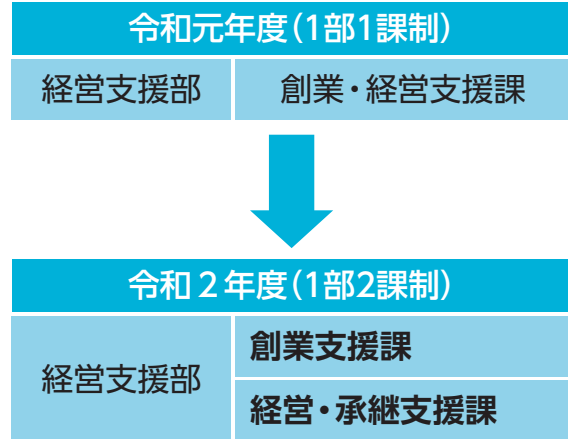 令和元年度(1部1課制)
経営支援部 創業・経営支援課
令和２年度(1部2課制)
経営支援部
創業支援課
経営・承継支援課